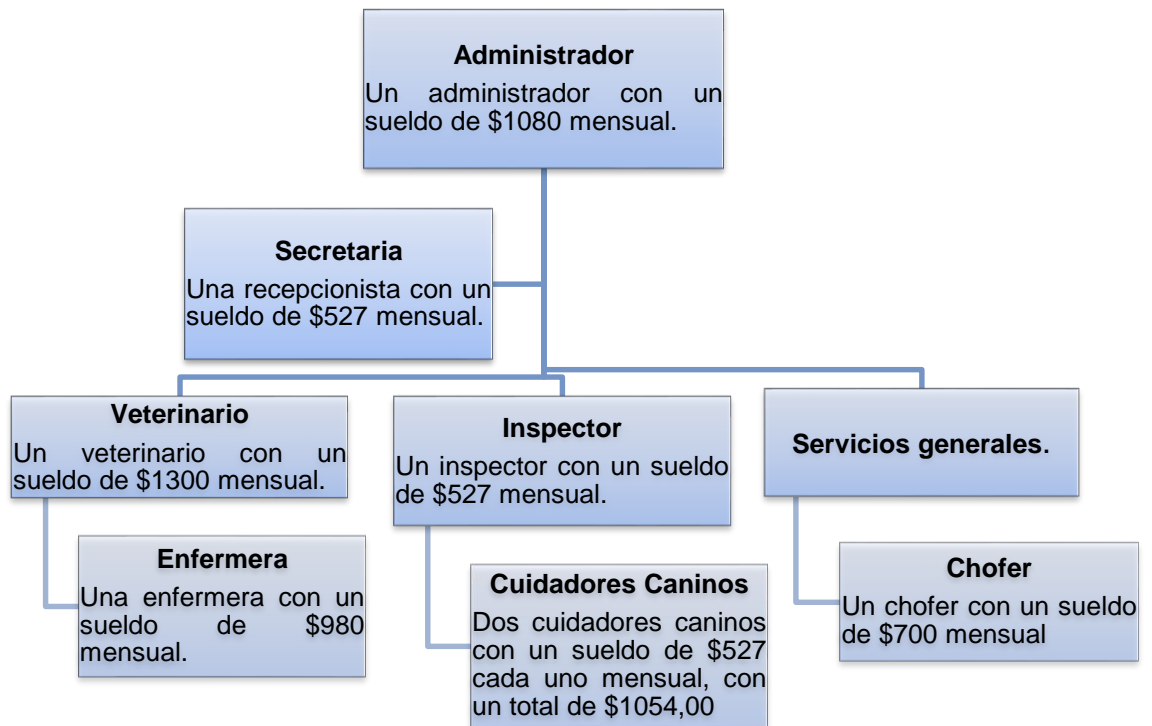 Administrador
Un administrador con un
sueldo de $1080 mensual.
Secretaria
Una recepcionista con un
sueldo de $527 mensual.
Veterinario
Un veterinario con un
sueldo de $1300 mensual.
Enfermera
Una enfermera con un
sueldo de $980
mensual.
Inspector
Un inspector con un sueldo
de $527 mensual.
Cuidadores Caninos
Dos cuidadores caninos
con un sueldo de $527
cada uno mensual, con
un total de $1054,00
Servicios generales.
Chofer
Un chofer con un sueldo
de $700 mensual